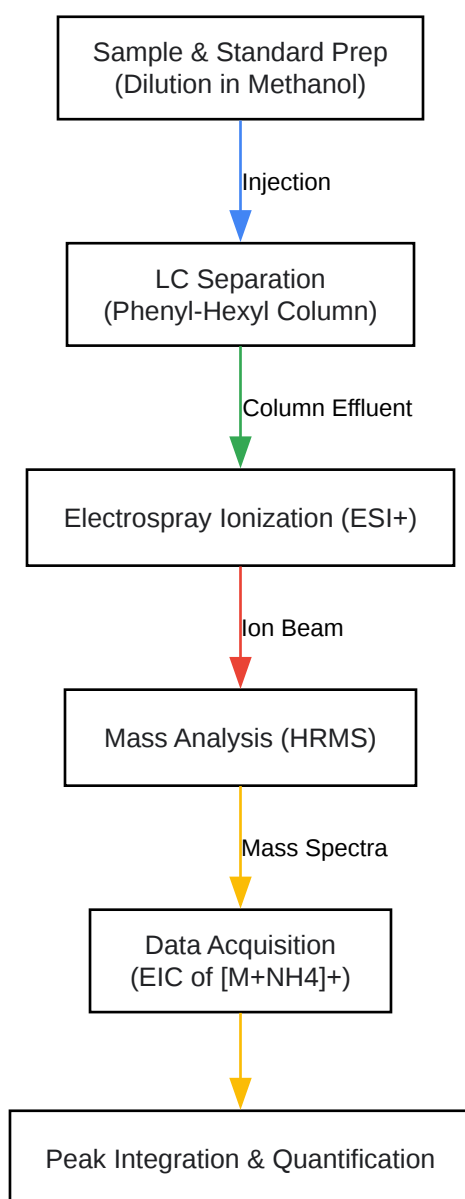 Sample & Standard Prep
(Dilution in Methanol)
Injection
LC Separation
(Phenyl-Hexyl Column)
Column Effluent
Electrospray Ionization (ESI+)
Ion Beam
Mass Analysis (HRMS)
Mass Spectra
Data Acquisition
(EIC of [M+NH4]+)
Peak Integration & Quantification